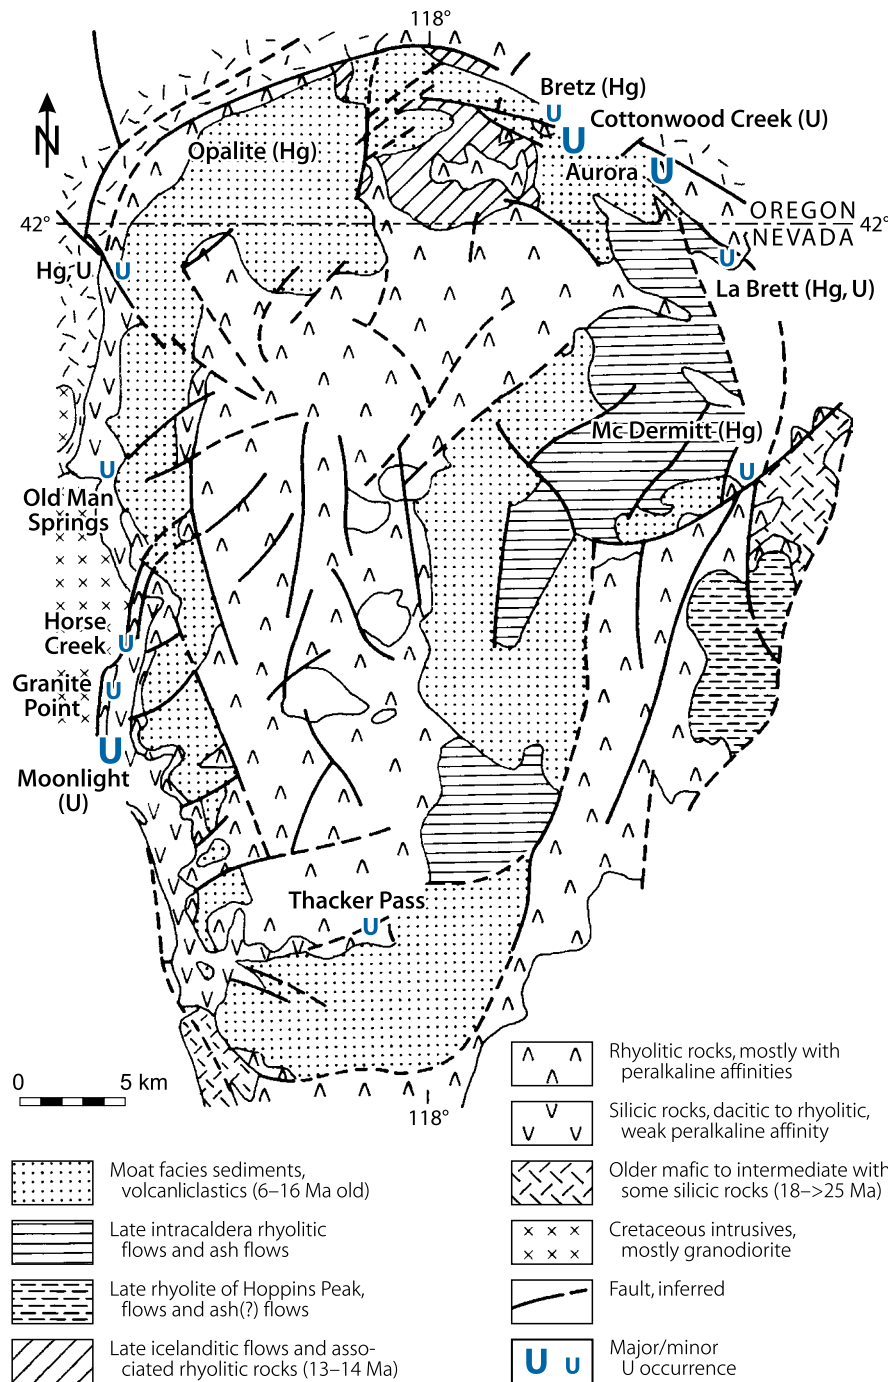 118°
Bretz (Hg)
U
Cottonwood Creek (U)
U
N
Opalite (Hg)
Aurora
U
42°
OREGON
42°
NEVADA
Hg, U
U
U
La Brett (Hg, U)
Mc Dermitt (Hg)
U
U
Old Man
Springs
Horse
Creek
U
Granite
Point
U
U
Moonlight
(U)
Thacker Pass
U
0
5 km
118°
Rhyolitic rocks, mostly with
peralkaline affinities
Silicic rocks, dacitic to rhyolitic,
weak peralkaline affinity
Moat facies sediments,
volcanliclastics (6–16 Ma old)
Older mafic to intermediate with
some silicic rocks (18–>25 Ma)
Late intracaldera rhyolitic
flows and ash flows
Cretaceous intrusives,
mostly granodiorite
Late rhyolite of Hoppins Peak,
flows and ash(?) flows
Fault, inferred
Late icelanditic flows and asso-
ciated rhyolitic rocks (13–14 Ma)
U U
Major/minor
U occurrence